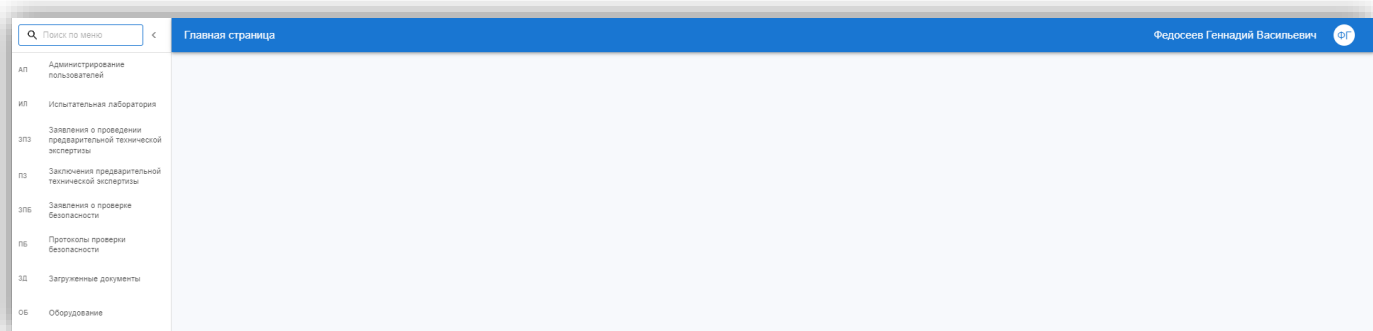 Поиск по меню
Главная страница
Федосеев Геннадий Васильевич
ФГ
АП
Администрирование
пользователей
ИЛ
Испытательная лаборатория
ЗПЗ
Заявления о проведении
предварительной технической
экспертизы
ПЗ
Заключения предварительной
технической экспертизы
ЗПБ
Заявления о проверке
безопасности
ПБ
Протоколы проверки
безопасности
ЗД
Загруженные документы
ОБ
Оборудование